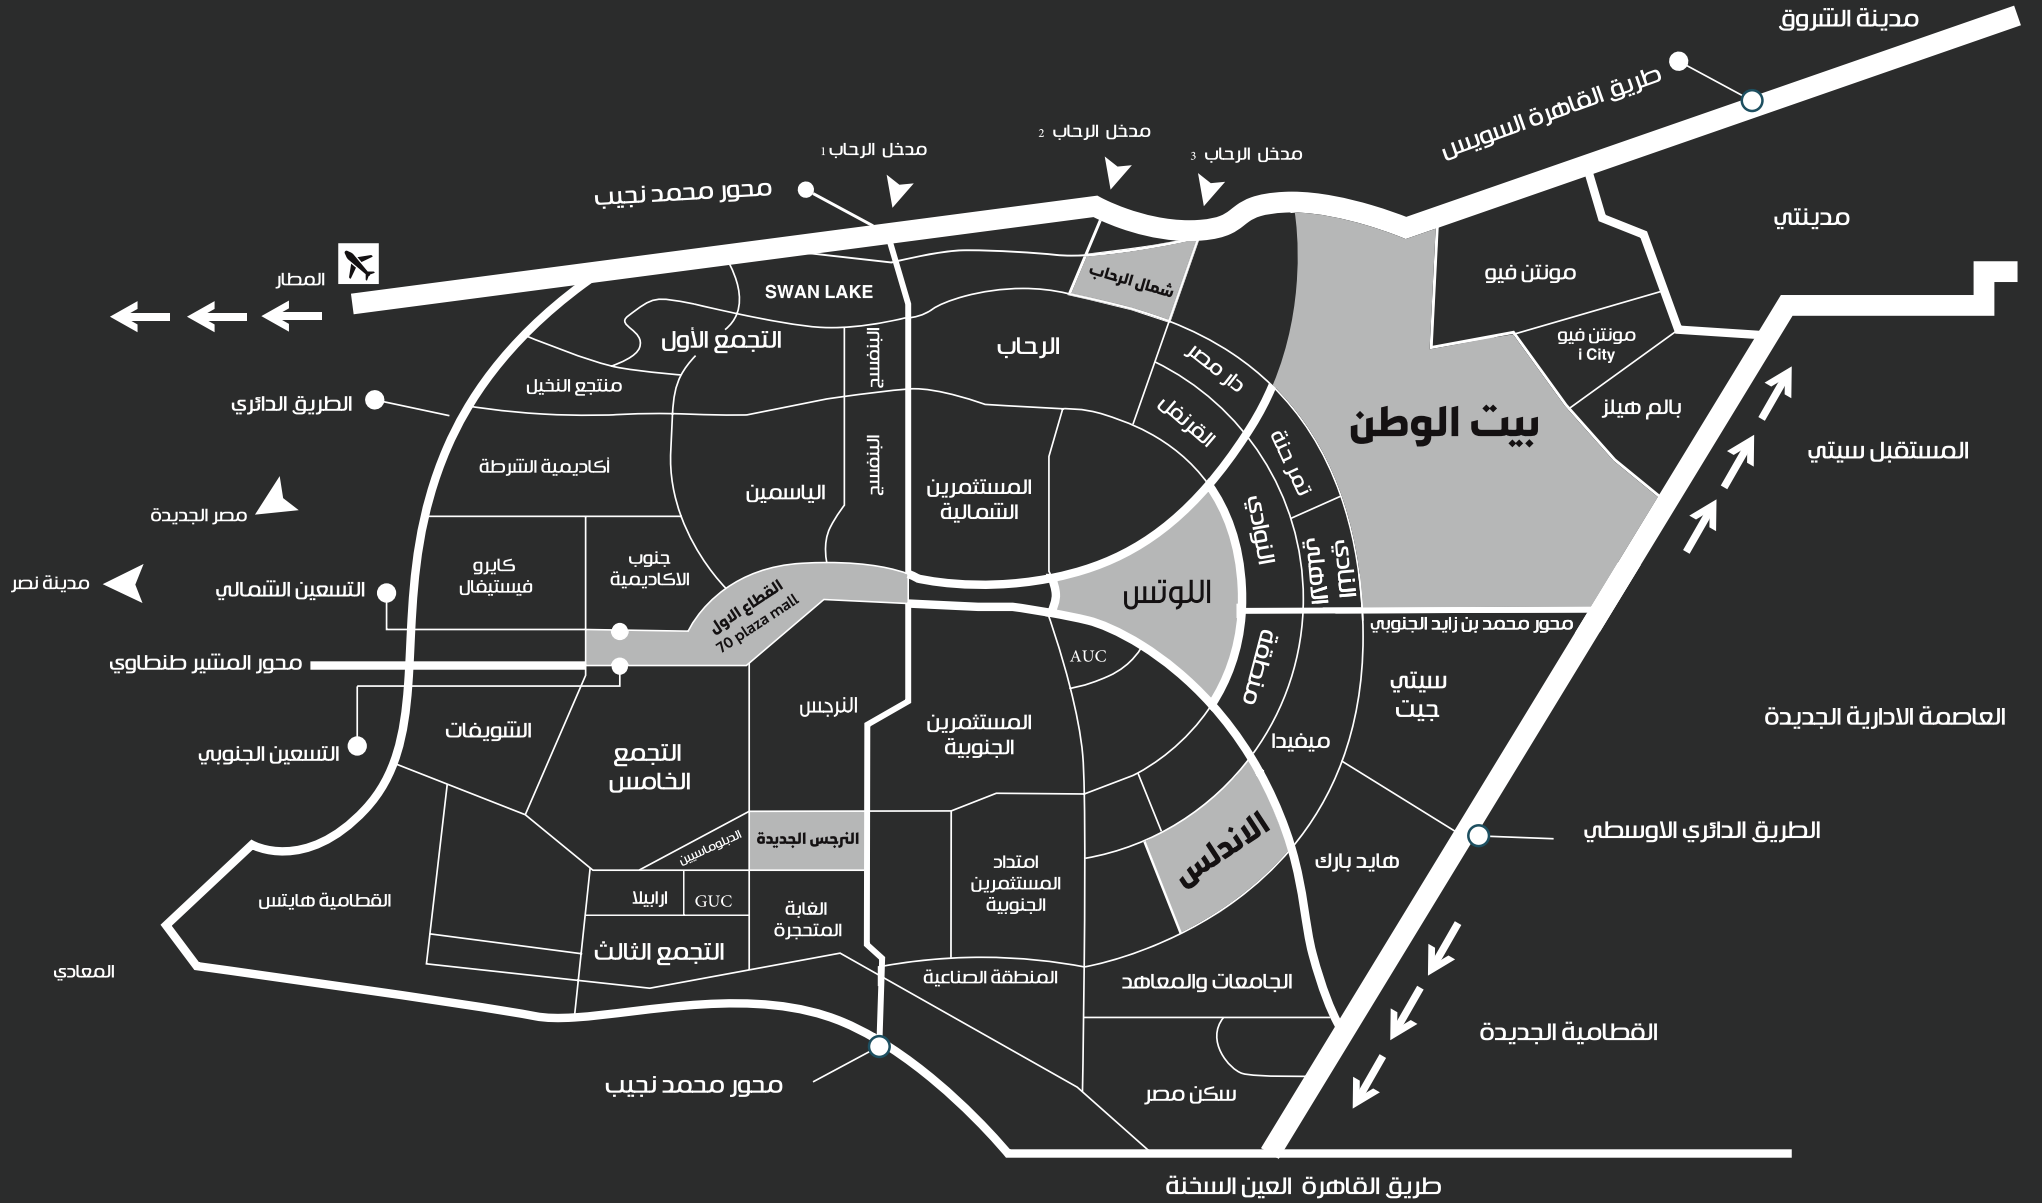 مدينة الشروق
طريق القاهرة السويس
مدخل الرحاب 2
مدخل الرحاب 1
مدخل الرحاب 3
محور محمد نجيب
مدينتي
المطار
مونتن فيو
شمال الرحاب
SWAN LAKE
التجمع الأول
البنفسج
الرحاب
مونتن فيو
i City
دار مصر
منتجع النخيل
الطريق الدائري
بالم هيلز
القرنفل
بيت الوطن
المستقبل سيتي
تمر حنة
أكاديمية الشرطة
البنفسج
الياسمين
المستثمرين
الشمالية
مصر الجديدة
النوادي
النادي
الاهلي
جنوب
الاكاديمية
كايرو
فيستيفال
مدينة نصر
التسعين الشمالي
القطاع الاول
70 plaza mall
اللوتس
محور محمد بن زايد الجنوبي
محور المشير طنطاوي
AUC
منطقة
سيتي
جيت
النرجس
العاصمة الادارية الجديدة
الشويفات
المستثمرين
الجنوبية
ميفيدا
التسعين الجنوبي
التجمع
الخامس
الطريق الدائري الاوسطي
النرجس الجديدة
الدبلوماسيين
الاندلس
هايد بارك
امتداد
المستثمرين
الجنوبية
القطامية هايتس
ارابيلا
GUC
الغابة
المتحجرة
التجمع الثالث
المعادي
المنطقة الصناعية
الجامعات والمعاهد
القطامية الجديدة
محور محمد نجيب
سكن مصر
طريق القاهرة العين السخنة